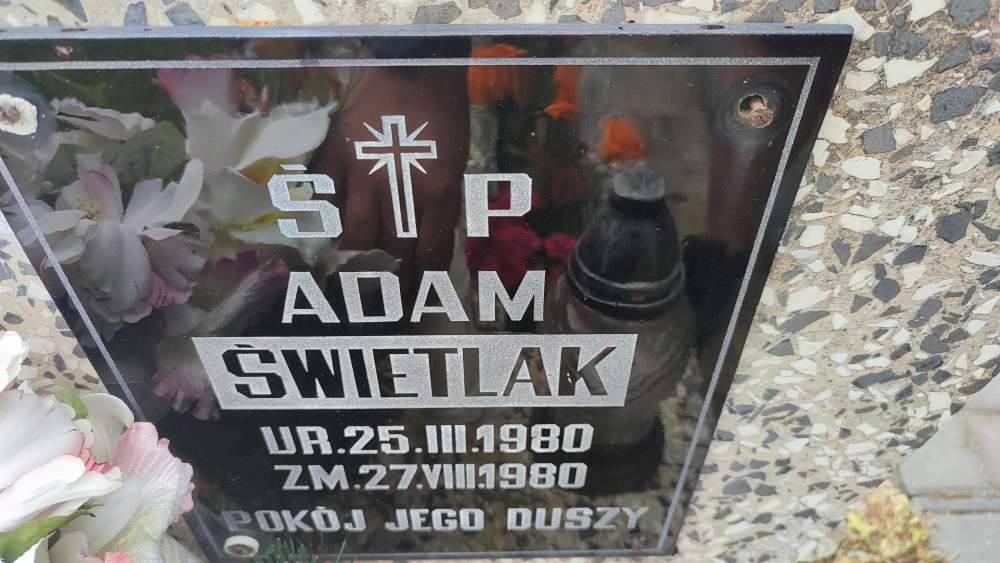 Ś P
ADAM
ŚWIETLAK
UR.25.III.1980
ZM.27.VIII.1980
POKÓJ JEGO DUSZY